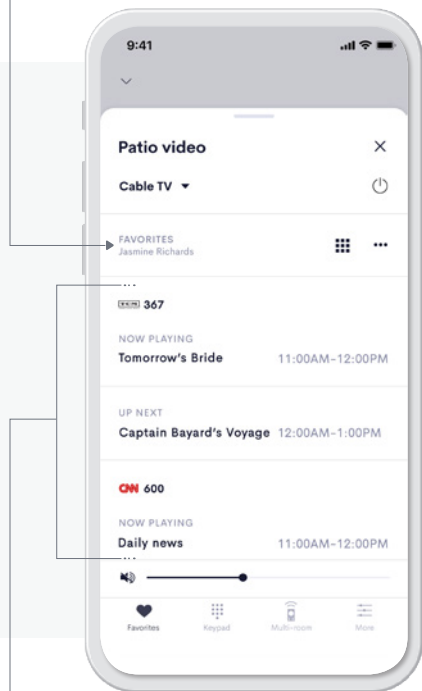 9:41
Patio video
Cable TV
FAVORITES
Jasmine Richards
367
NOW PLAYING
Tomorrow's Bride 11:00AM-12:00PM
UP NEXT
Captain Bayard's Voyage 12:00AM-1:00PM
CNN 600
NOW PLAYING
Daily news 11:00AM-12:00PM
Favorites Keypad Multi-room More